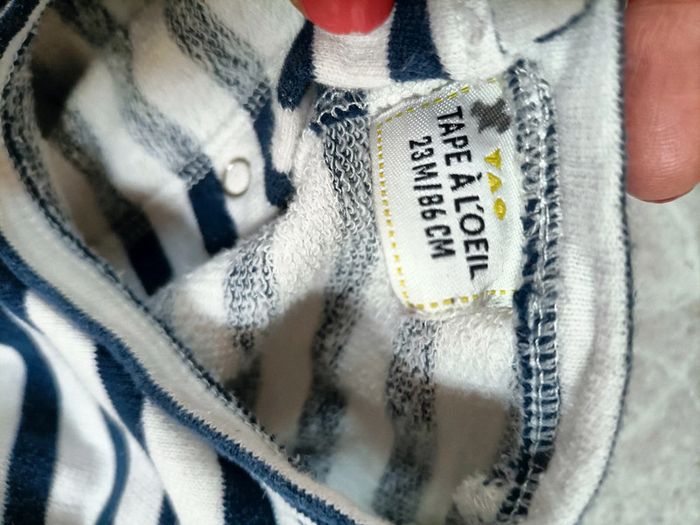 TAO
TAPE À L'OEIL
23M/86CM